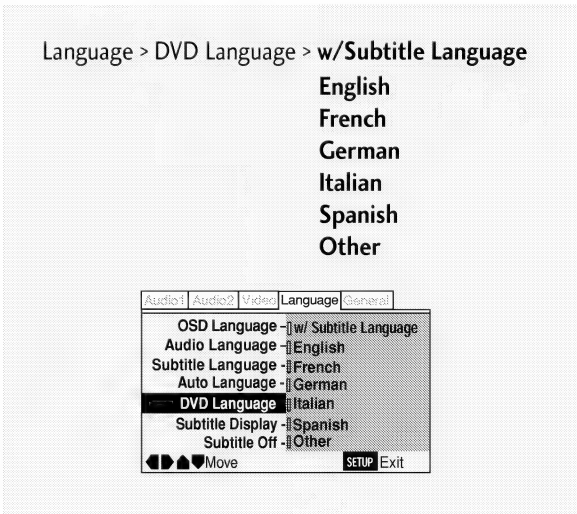 Language > DVD Language > w/Subtitle Language
English
French
German
Italian
Spanish
Other
Audio1 Audio2 Video Language General
OSD Language - w/ Subtitle Language
Audio Language - English
Subtitle Language - French
Auto Language - German
DVD Language Italian
Subtitle Display - Spanish
Subtitle Off - Other
Move SETUP Exit